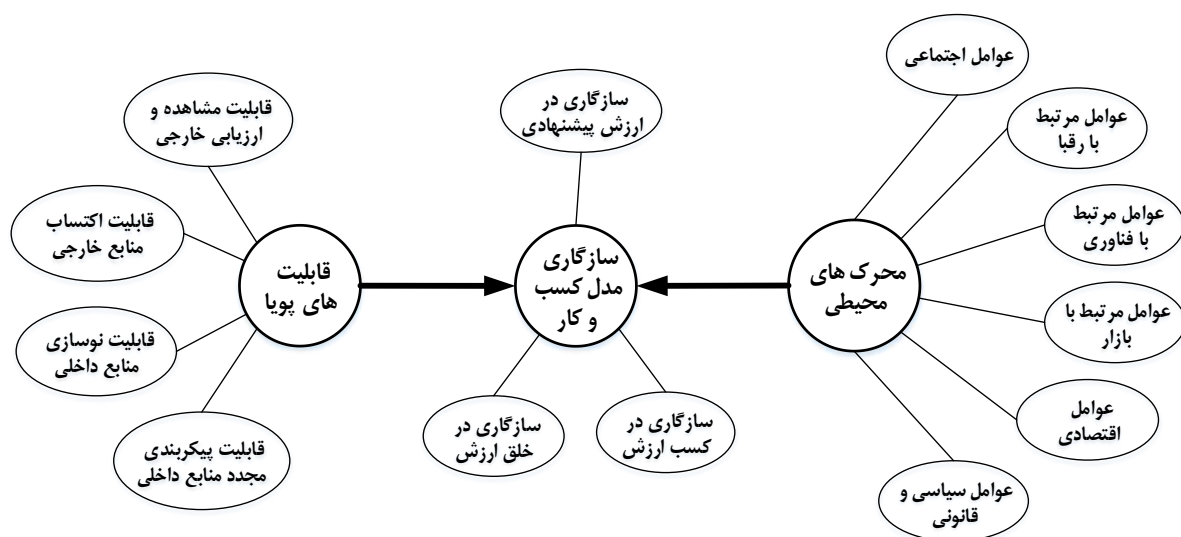 عوامل اجتماعی
عوامل مرتبط
با رقبا
عوامل مرتبط
با فناوری
عوامل مرتبط با
بازار
عوامل
اقتصادی
عوامل سیاسی و
قانونی
محرک های
محیطی
سازگاری در
ارزش پیشنهادی
سازگاری
مدل کسب
و کار
سازگاری در
کسب ارزش
سازگاری در
خلق ارزش
قابلیت
های پویا
قابلیت مشاهده و
ارزیابی خارجی
قابلیت اکتساب
منابع خارجی
قابلیت نوسازی
منابع داخلی
قابلیت پیکربندی
مجدد منابع داخلی